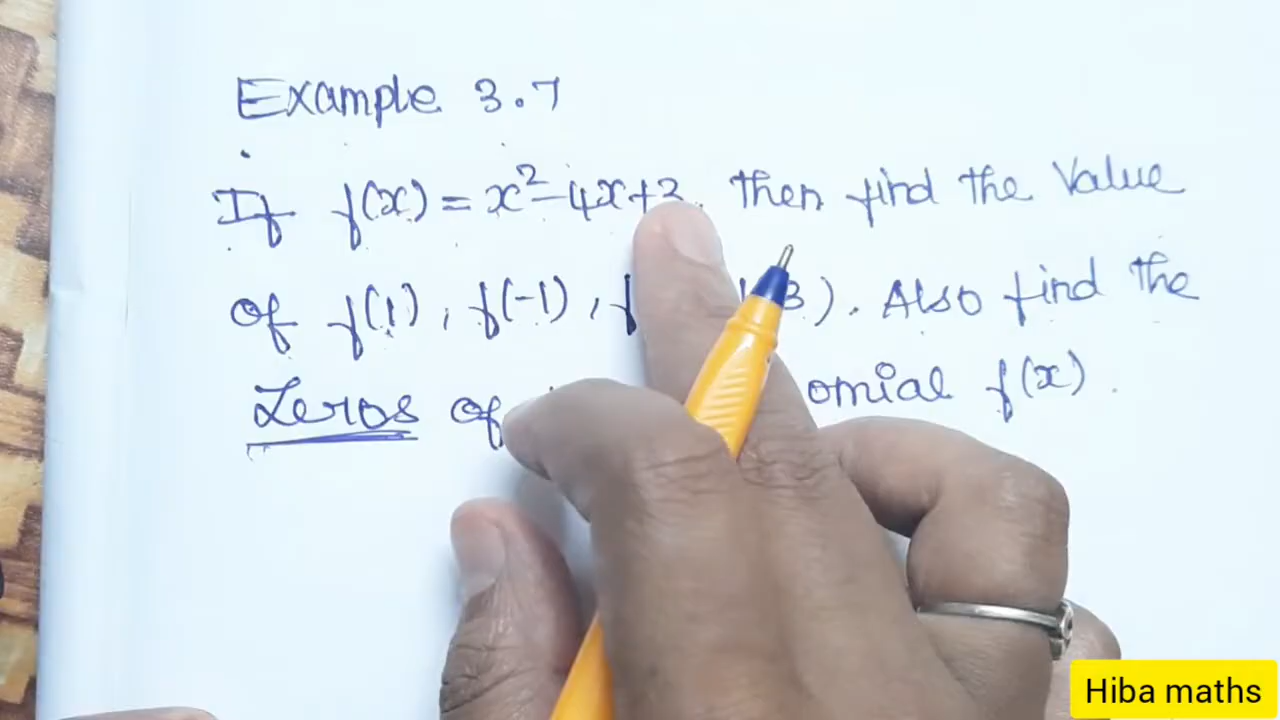 Example 3.7
If f(x) = x² - 4x + 3. Then find the Value
of f(1), f(-1), f 3). Also find the
Zeros of omial f(x).
Hiba maths